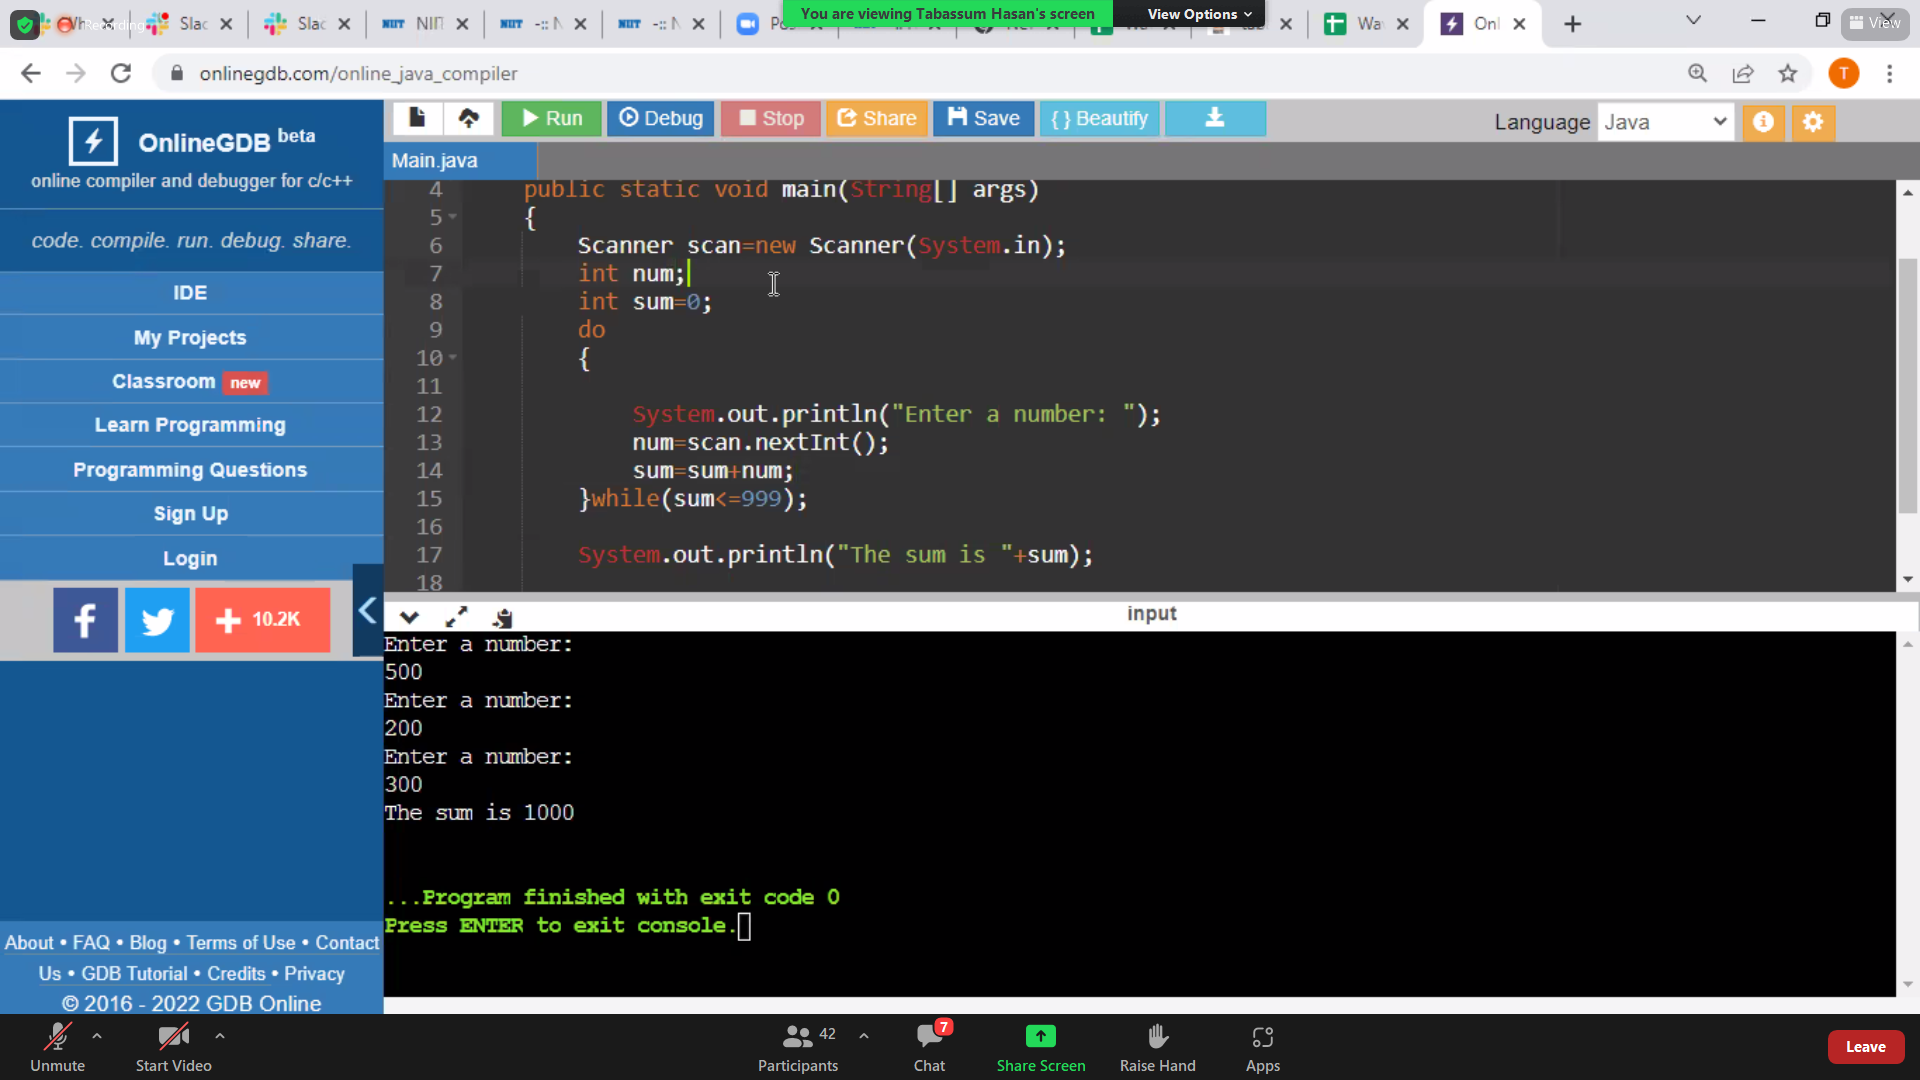 Wh
Recording
Slac
Slac
NIIT NIIT
NIIT -:: N
NIIT -:: N
You are viewing Tabassum Hasan's screen
View Options
Wa
Onl
View
onlinegdb.com/online_java_compiler
T
OnlineGDB beta
online compiler and debugger for c/c++
code. compile. run. debug. share.
IDE
My Projects
Classroom new
Learn Programming
Programming Questions
Sign Up
Login
10.2K
About • FAQ • Blog • Terms of Use • Contact
Us • GDB Tutorial • Credits • Privacy
© 2016 - 2022 GDB Online
Run
Debug
Stop
Share
Save
{ } Beautify
Language Java
Main.java
4 public static void main(String[] args)
5 {
6 Scanner scan=new Scanner(System.in);
7 int num;
8 int sum=0;
9 do
10 {
11
12 System.out.println("Enter a number: ");
13 num=scan.nextInt();
14 sum=sum+num;
15 }while(sum<=999);
16
17 System.out.println("The sum is "+sum);
18
input
Enter a number:
500
Enter a number:
200
Enter a number:
300
The sum is 1000
...Program finished with exit code 0
Press ENTER to exit console.
Unmute
Start Video
42
Participants
7
Chat
Share Screen
Raise Hand
Apps
Leave